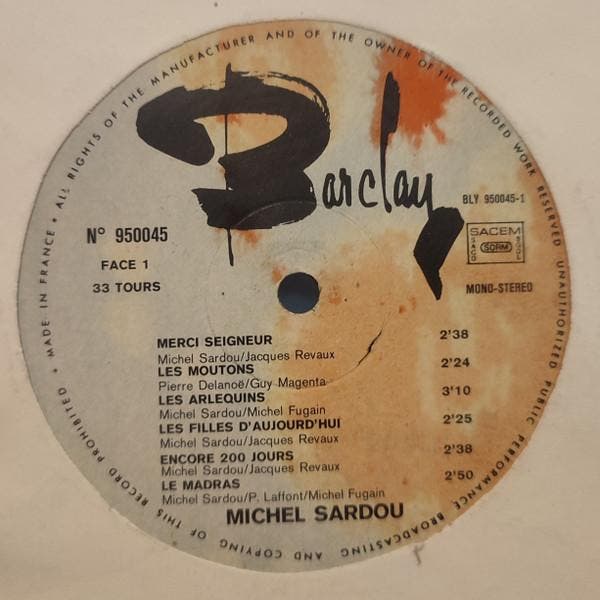 • MADE IN FRANCE • ALL RIGHTS OF THE MANUFACTURER AND OF THE OWNER OF THE RECORDED WORK RESERVED UNAUTHORIZED PUBLIC PERFORMANCE BROADCASTING AND COPYING OF THIS RECORD PROHIBITED
Barclay
BLY 950045-1
N° 950045
SACEM
SACD SDRM SGDL
FACE 1
33 TOURS
MONO-STEREO
MERCI SEIGNEUR 2'38
Michel Sardou/Jacques Revaux
LES MOUTONS 2'24
Pierre Delanoë/Guy Magenta
LES ARLEQUINS 3'10
Michel Sardou/Michel Fugain
LES FILLES D'AUJOURD'HUI 2'25
Michel Sardou/Jacques Revaux
ENCORE 200 JOURS 2'38
Michel Sardou/Jacques Revaux
LE MADRAS 2'50
Michel Sardou/P. Laffont/Michel Fugain
MICHEL SARDOU